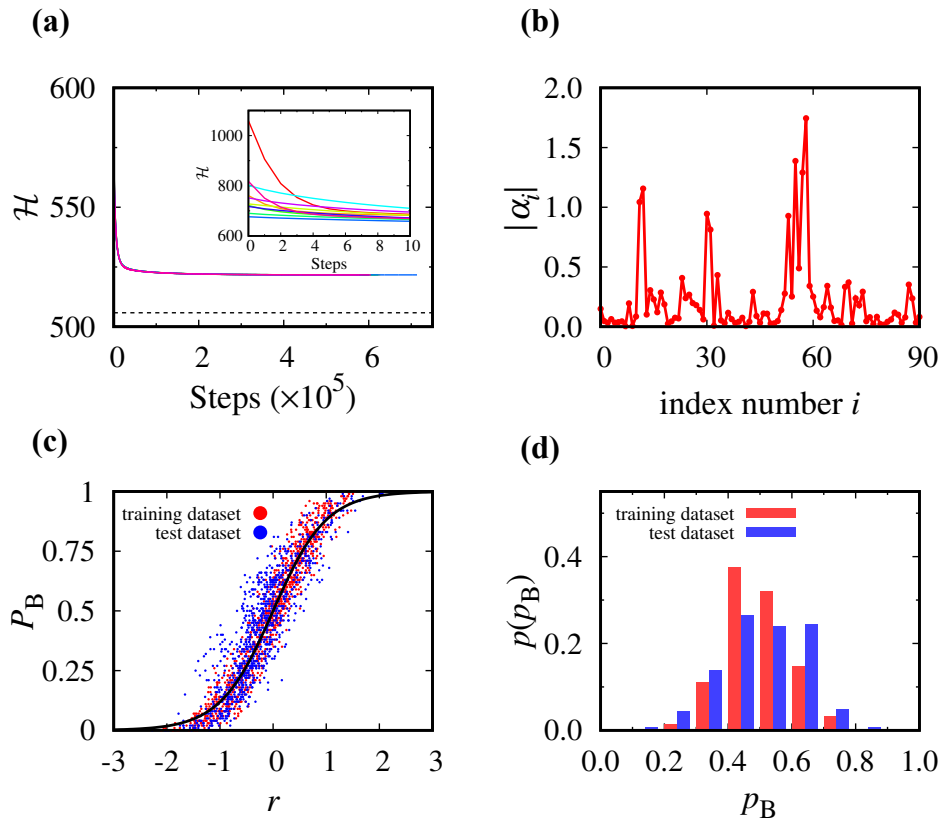 (a)
600
550
500
ℋ
0
2
4
6
Steps (×10⁵)
1000
800
600
ℋ
0
2
4
6
8
10
Steps
(b)
2.0
1.5
1.0
0.5
0.0
|αᵢ|
0
30
60
90
index number i
(c)
1
0.75
0.5
0.25
0
P_B
training dataset
test dataset
-3
-2
-1
0
1
2
3
r
(d)
0.4
0.2
0.0
p(p_B)
training dataset
test dataset
0.0
0.2
0.4
0.6
0.8
1.0
p_B